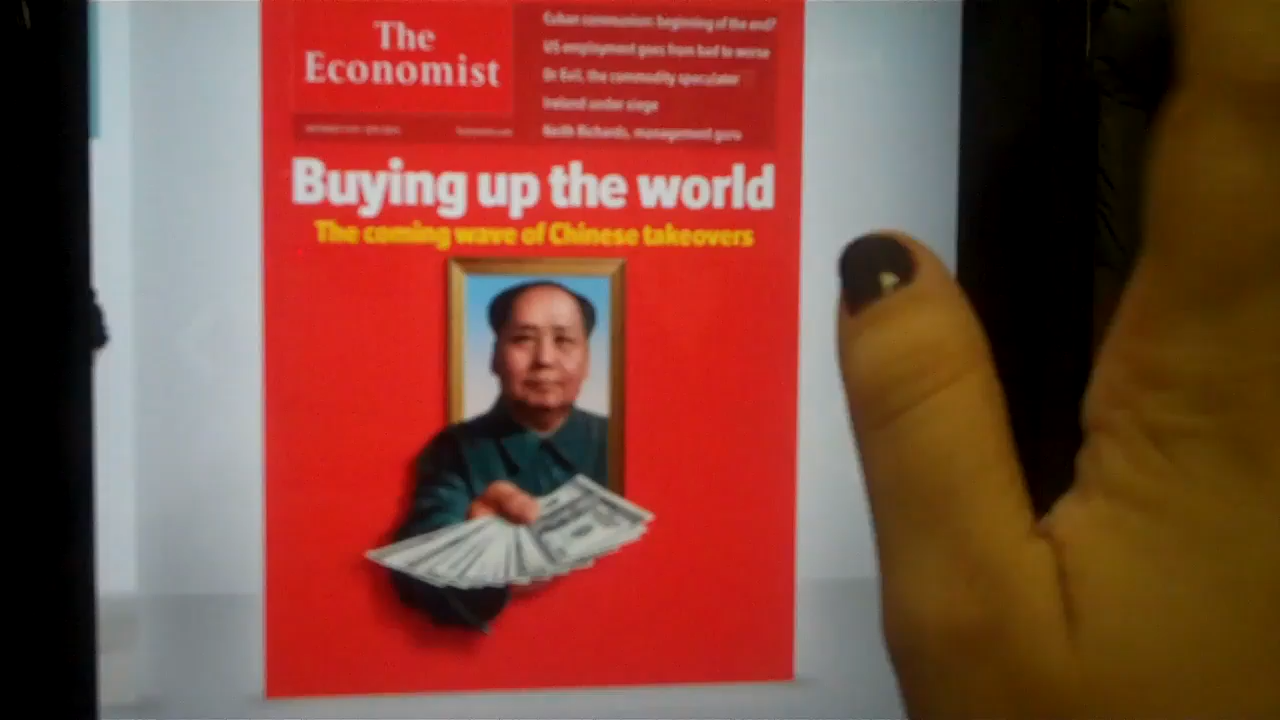 The
Economist
Cuban communism: beginning of the end?
US employment goes from bad to worse
Dr Evil, the commodity speculator
Ireland under siege
Keith Richards, management guru
Buying up the world
The coming wave of Chinese takeovers